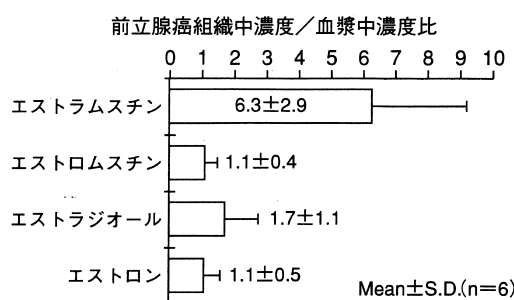 前立腺癌組織中濃度／血漿中濃度比
0 1 2 3 4 5 6 7 8 9 10
エストラムスチン 6.3±2.9
エストロムスチン 1.1±0.4
エストラジオール 1.7±1.1
エストロン 1.1±0.5
Mean±S.D.(n=6)